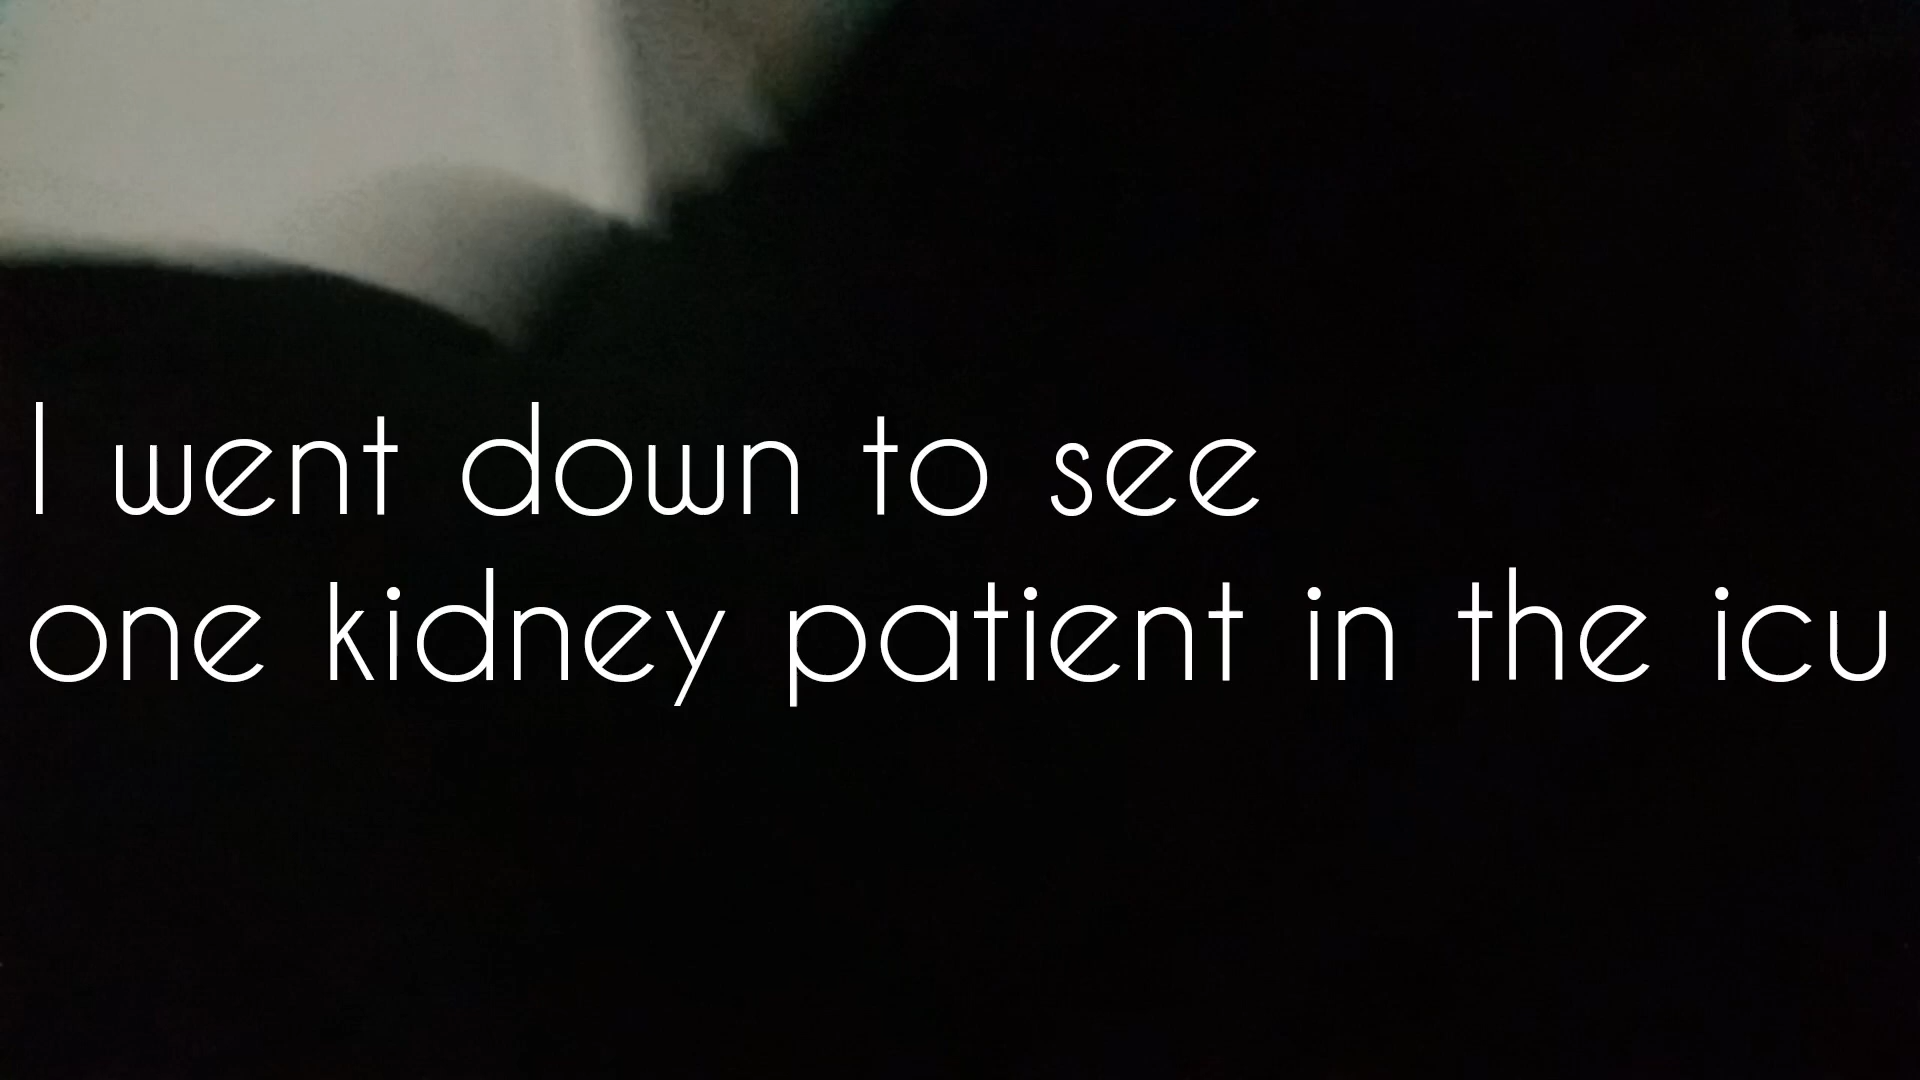 I went down to see
one kidney patient in the icu